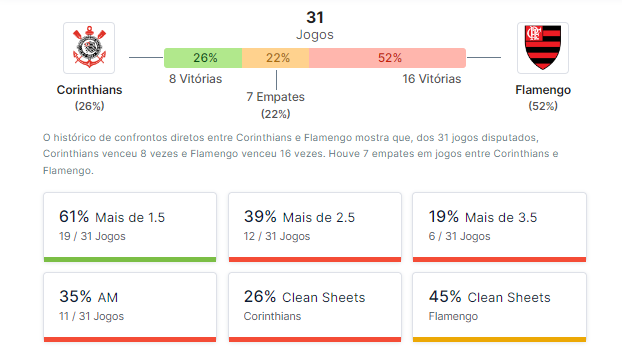 31
Jogos
26%
22%
52%
8 Vitórias
16 Vitórias
7 Empates
(22%)
Corinthians
(26%)
Flamengo
(52%)
O histórico de confrontos diretos entre Corinthians e Flamengo mostra que, dos 31 jogos disputados,
Corinthians venceu 8 vezes e Flamengo venceu 16 vezes. Houve 7 empates em jogos entre Corinthians e
Flamengo.
61% Mais de 1.5
19 / 31 Jogos
39% Mais de 2.5
12 / 31 Jogos
19% Mais de 3.5
6 / 31 Jogos
35% AM
11 / 31 Jogos
26% Clean Sheets
Corinthians
45% Clean Sheets
Flamengo